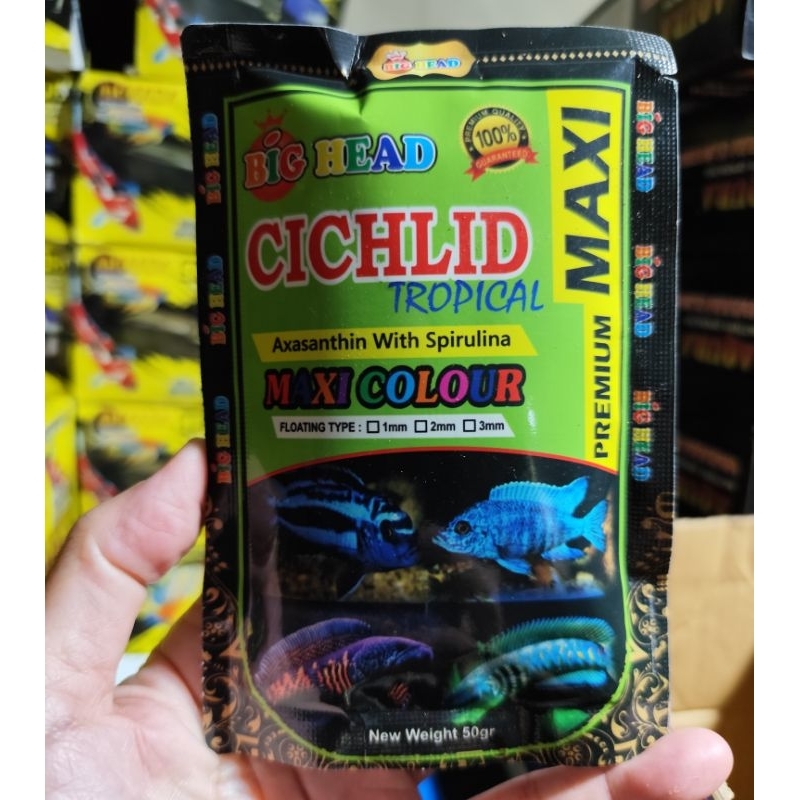 BIG HEAD
BIG HEAD
PREMIUM QUALITY
100%
GUARANTEED
CICHLID
TROPICAL
Axasanthin With Spirulina
MAXI COLOUR
FLOATING TYPE : 1mm 2mm 3mm
PREMIUM MAXI
BIG HEAD
BIG HEAD
BIG HEAD
BIG HEAD
BIG HEAD
BIG HEAD
New Weight 50gr